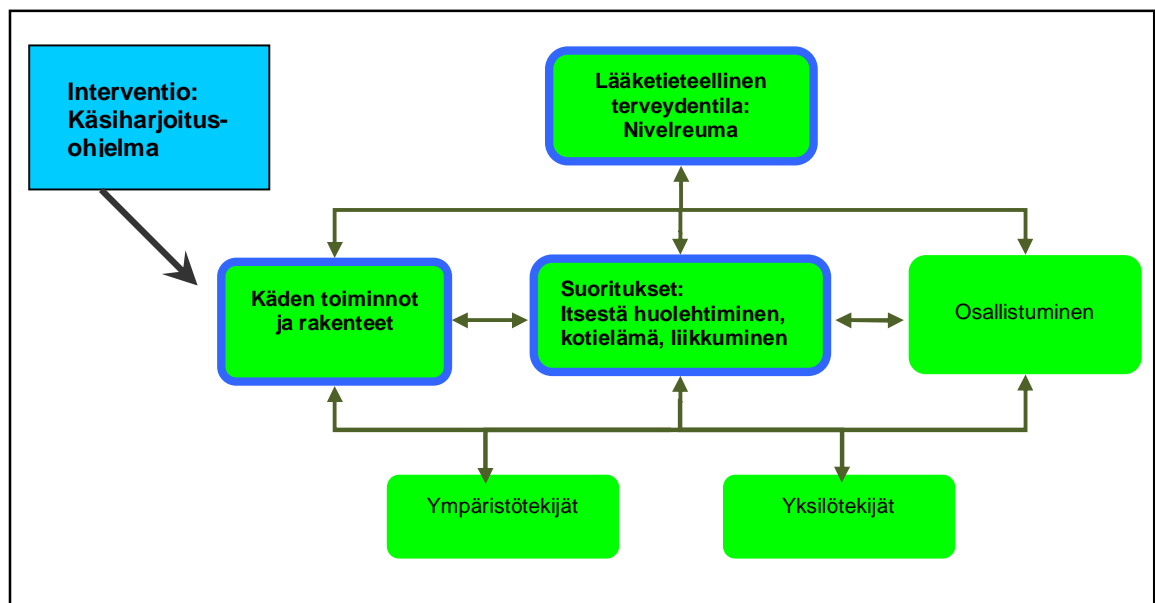 Interventio:
Käsiharjoitus-
ohjelma
Lääketieteellinen
terveydentila:
Nivelreuma
Käden toiminnot
ja rakenteet
Suoritukset:
Itsestä huolehtiminen,
kotielämä, liikkuminen
Osallistuminen
Ympäristötekijät
Yksilötekijät